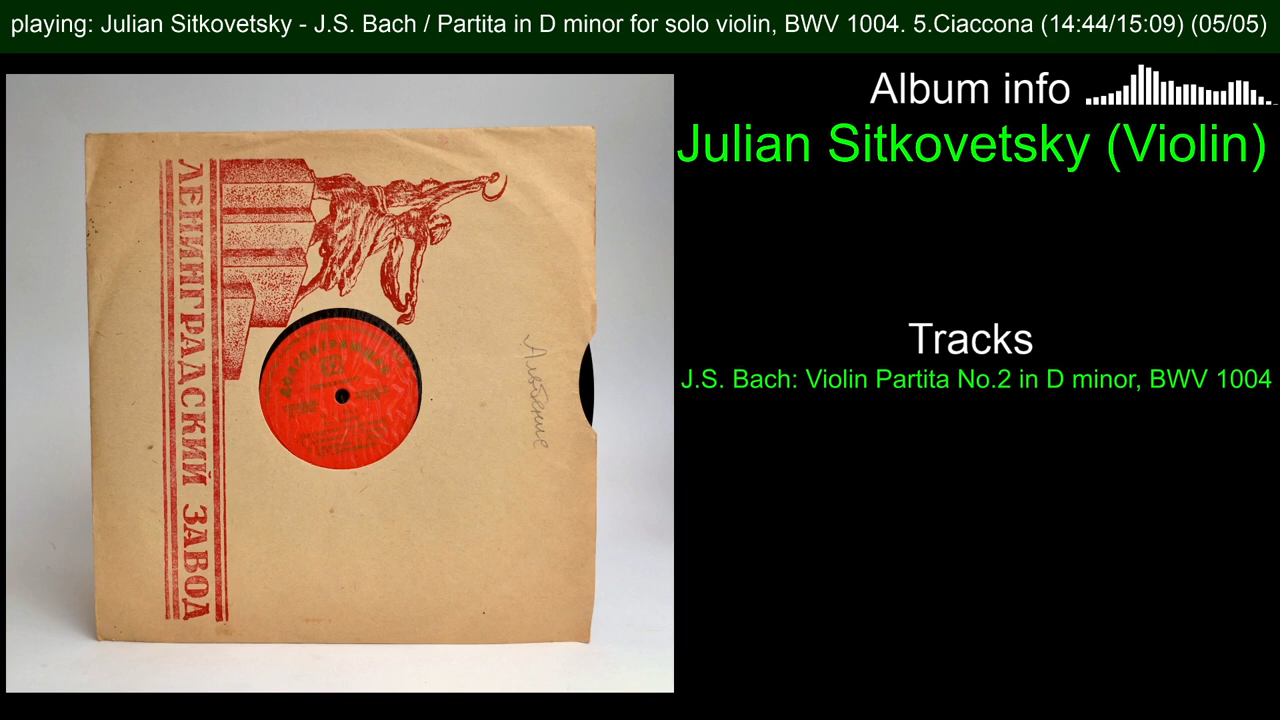 playing: Julian Sitkovetsky - J.S. Bach / Partita in D minor for solo violin, BWV 1004. 5.Ciaccona (14:44/15:09) (05/05)
Album info
Julian Sitkovetsky (Violin)
Tracks
J.S. Bach: Violin Partita No.2 in D minor, BWV 1004
ЛЕНИНГРАДСКИЙ ЗАВОД
ДОЛГОИГРАЮЩАЯ